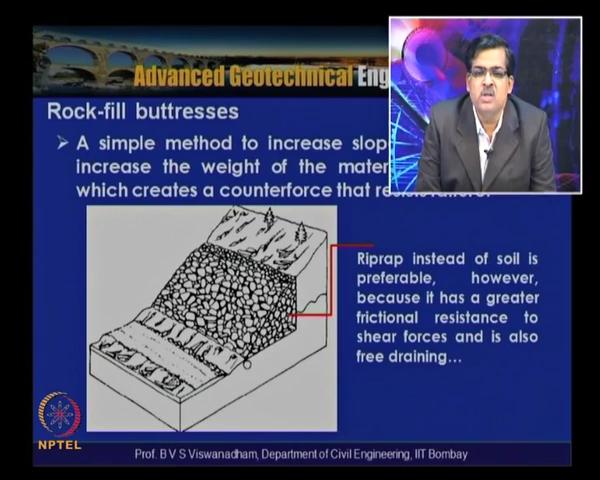 Advanced Geotechnical Eng
Rock-fill buttresses
➢ A simple method to increase slop
increase the weight of the mater
which creates a counterforce that
Riprap instead of soil is
preferable, however,
because it has a greater
frictional resistance to
shear forces and is also
free draining...
NPTEL
Prof. B V S Viswanadham, Department of Civil Engineering, IIT Bombay